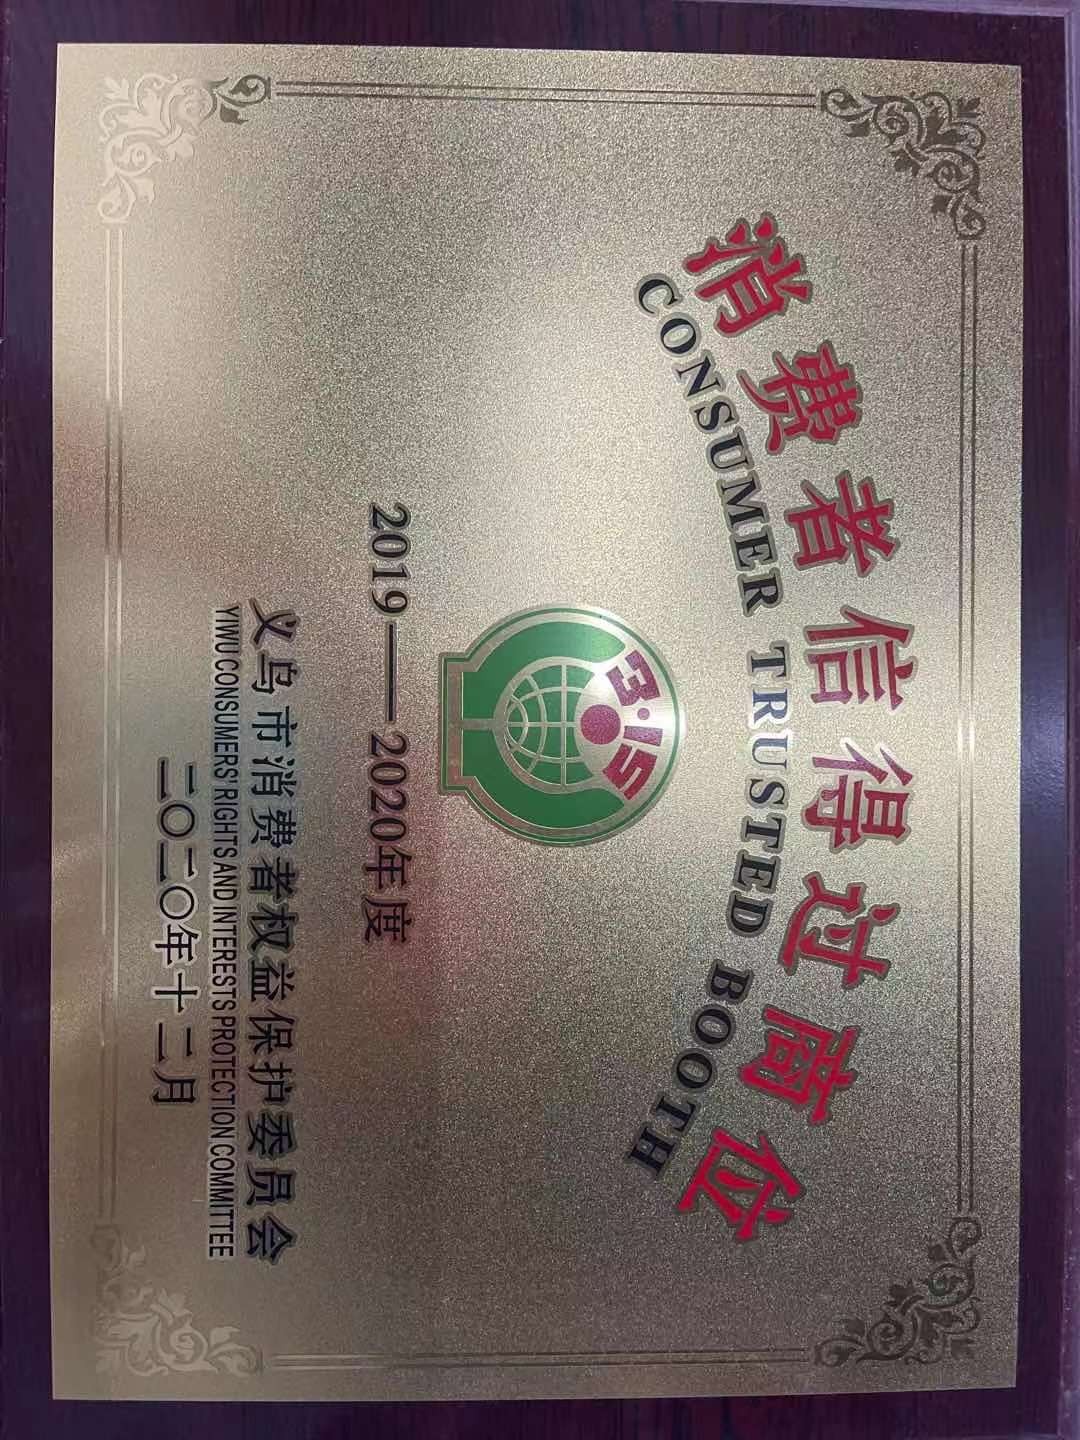 消费者信得过商位
CONSUMER TRUSTED BOOTH
3·15
2019——2020年度
义乌市消费者权益保护委员会
YIWU CONSUMERS' RIGHTS AND INTERESTS PROTECTION COMMITTEE
二〇二〇年十二月